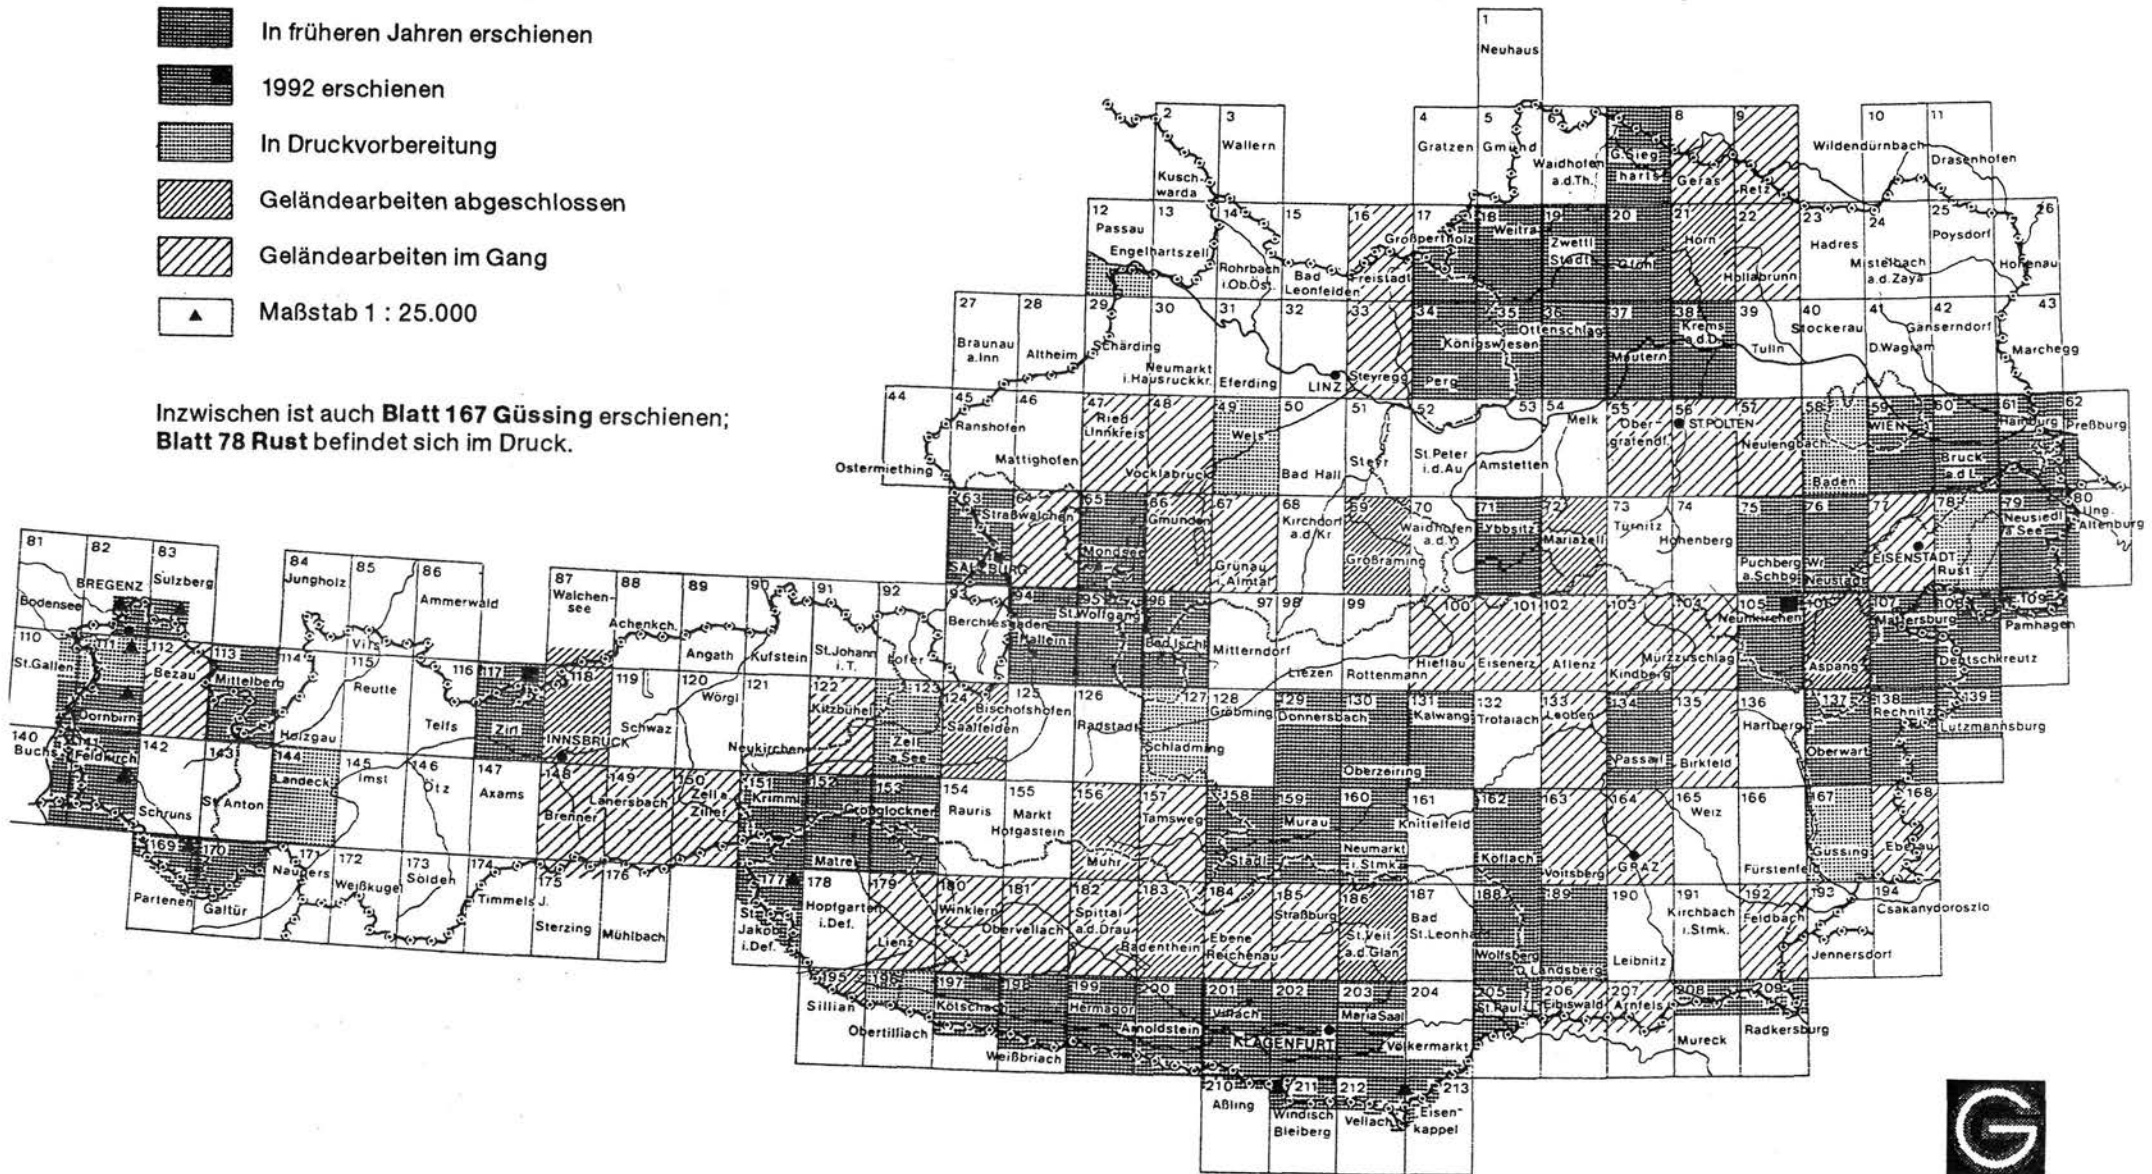 In früheren Jahren erschienen
1992 erschienen
In Druckvorbereitung
Geländearbeiten abgeschlossen
Geländearbeiten im Gang
Maßstab 1 : 25.000
Inzwischen ist auch Blatt 167 Güssing erschienen;
Blatt 78 Rust befindet sich im Druck.
1
Neuhaus
2 3 4 5 6 7 8 9 10 11
Wallern
Gratzen Gmünd
Kusch-
warda
Waidhofen
a.d.Th.
G.Sieg
harts
Geras
Retz
Wildendürnbach
Drasenhofen
12 13 14 15 16 17 18 19 20 21 22 23 24 25 26
Passau
Engelhartszell
Rohrbach
i.Ob.Öst.
Bad
Leonfelden
Freistadt
Großpertholz
Weitra
Zwettl
Stadt
Gföhl
Horn
Hollabrunn
Hadres
Mistelbach
a.d.Zaya
Poysdorf
Hohenau
27 28 29 30 31 32 33 34 35 36 37 38 39 40 41 42 43
Braunau
a.Inn
Altheim
Schärding
Neumarkt
i.Hausruckkr.
Eferding
LINZ
Steyregg
Perg
Königswiesen
Ottenschlag
Mautern
Krems
a.d.D.
Tulln
Stockerau
D.Wagram
Gänserndorf
Marchegg
44 45 46 47 48 49 50 51 52 53 54 55 56 57 58 59 60 61 62
Ostermiething
Ranshofen
Mattighofen
Ried
i.Innkreis
Vöcklabruck
Wels
Bad Hall
Steyr
St.Peter
i.d.Au
Amstetten
Melk
Ober-
grafendf.
ST.PÖLTEN
Neulengbach
Baden
WIEN
Bruck
a.d.L.
Hainburg
Preßburg
63 64 65 66 67 68 69 70 71 72 73 74 75 76 77 78 79 80
SALZBURG
Straßwalchen
Mondsee
Gmunden
Grünau
i.Almtal
Kirchdorf
a.d.Kr
Großraming
Waidhofen
a.d.Y.
Ybbsitz
Mariazell
Türnitz
Hohenberg
Puchberg
a.Schbg.
Wr.
Neustadt
EISENSTADT
Rust
Neusiedl
a.See
Ung.
Altenburg
81 82 83 84 85 86 87 88 89 90 91 92 93 94 95 96 97 98 99 100 101 102 103 104 105 106 107 108 109
Bodensee
BREGENZ
Sulzberg
Jungholz
Vils
Ammerwald
Walchen-
see
Achenkch.
Angath
Kufstein
St.Johann
i.T.
Lofer
Berchtesgaden
Hallein
St.Wolfgang
Bad Ischl
Mitterndorf
Liezen
Rottenmann
Hieflau
Eisenerz
Aflenz
Kindberg
Mürzzuschlag
Neunkirchen
Aspang
Mattersburg
Deutschkreutz
Pamhagen
110 111 112 113 114 115 116 117 118 119 120 121 122 123 124 125 126 127 128 129 130 131 132 133 134 135 136 137 138 139
St.Gallen
Dornbirn
Bezau
Mittelberg
Holzgau
Reutte
Telfs
Zirl
INNSBRUCK
Schwaz
Wörgl
Neukirchen
Kitzbühel
Zell
a.See
Saalfelden
Bischofshofen
Radstadt
Schladming
Gröbming
Donnersbach
Oberzeiring
Kalwang
Trofaiach
Leoben
Passail
Birkfeld
Hartberg
Oberwart
Rechnitz
Lutzmannsburg
140 141 142 143 144 145 146 147 148 149 150 151 152 153 154 155 156 157 158 159 160 161 162 163 164 165 166 167 168
Buchs
Feldkirch
Schruns
St.Anton
Landeck
Imst
Ötz
Axams
Brenner
Lanersbach
Zell a.
Ziller
Krimml
Matrei
Großglockner
Rauris
Markt
Hofgastein
Muhr
Tamsweg
Stadl
Murau
Neumarkt
i.Stmk.
Knittelfeld
Köflach
Voitsberg
GRAZ
Weiz
Fürstenfeld
Güssing
Eberau
169 170 171 172 173 174 175 176 177 178 179 180 181 182 183 184 185 186 187 188 189 190 191 192 193 194
Partenen
Galtür
Nauders
Weißkugel
Sölden
Timmels J.
Sterzing
Mühlbach
St.
Jakob
i.Def.
Hopfgarten
i.Def.
Lienz
Winklern
Obervellach
Spittal
a.d.Drau
Radenthein
Ebene
Reichenau
Straßburg
St.Veit
a.d.Glan
Bad
St.Leonhard
Wolfsberg
D.Landsberg
Leibnitz
Kirchbach
i.Stmk.
Feldbach
Jennersdorf
Csakanydoroszlo
195 196 197 198 199 200 201 202 203 204 205 206 207 208 209
Sillian
Obertilliach
Kötschach
Weißbriach
Hermagor
Arnoldstein
Villach
KLAGENFURT
Maria Saal
Völkermarkt
St.Paul
Eibiswald
Arnfels
Mureck
Radkersburg
210 211 212 213
Aßling
Windisch
Bleiberg
Vellach
Eisen-
kappel
G